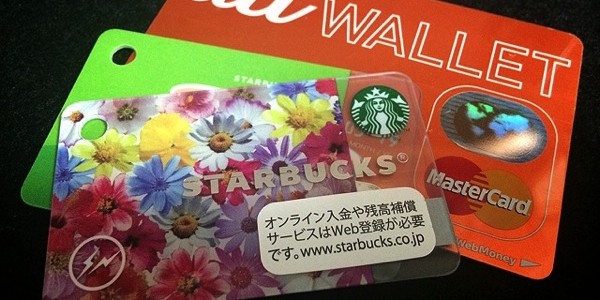 WALLET
STARBUCKS®
MasterCard
WebMoney
オンライン入金や残高補償
サービスはWeb登録が必要
です。www.starbucks.co.jp